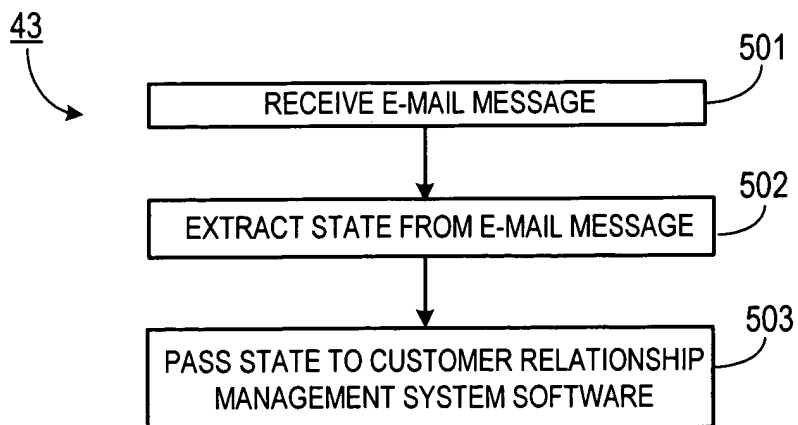 43
501
RECEIVE E-MAIL MESSAGE
502
EXTRACT STATE FROM E-MAIL MESSAGE
503
PASS STATE TO CUSTOMER RELATIONSHIP
MANAGEMENT SYSTEM SOFTWARE